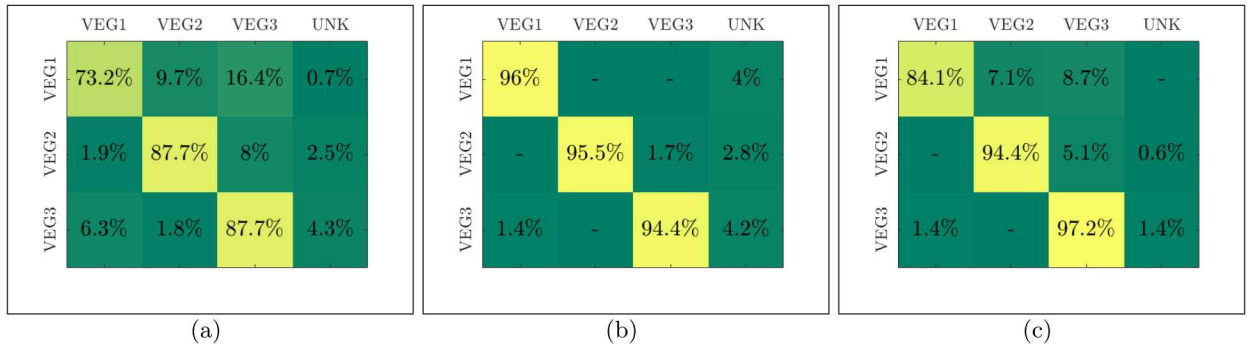 VEG1 VEG2 VEG3 UNK
VEG1 73.2% 9.7% 16.4% 0.7%
VEG2 1.9% 87.7% 8% 2.5%
VEG3 6.3% 1.8% 87.7% 4.3%
(a)
VEG1 VEG2 VEG3 UNK
VEG1 96% - - 4%
VEG2 - 95.5% 1.7% 2.8%
VEG3 1.4% - 94.4% 4.2%
(b)
VEG1 VEG2 VEG3 UNK
VEG1 84.1% 7.1% 8.7% -
VEG2 - 94.4% 5.1% 0.6%
VEG3 1.4% - 97.2% 1.4%
(c)